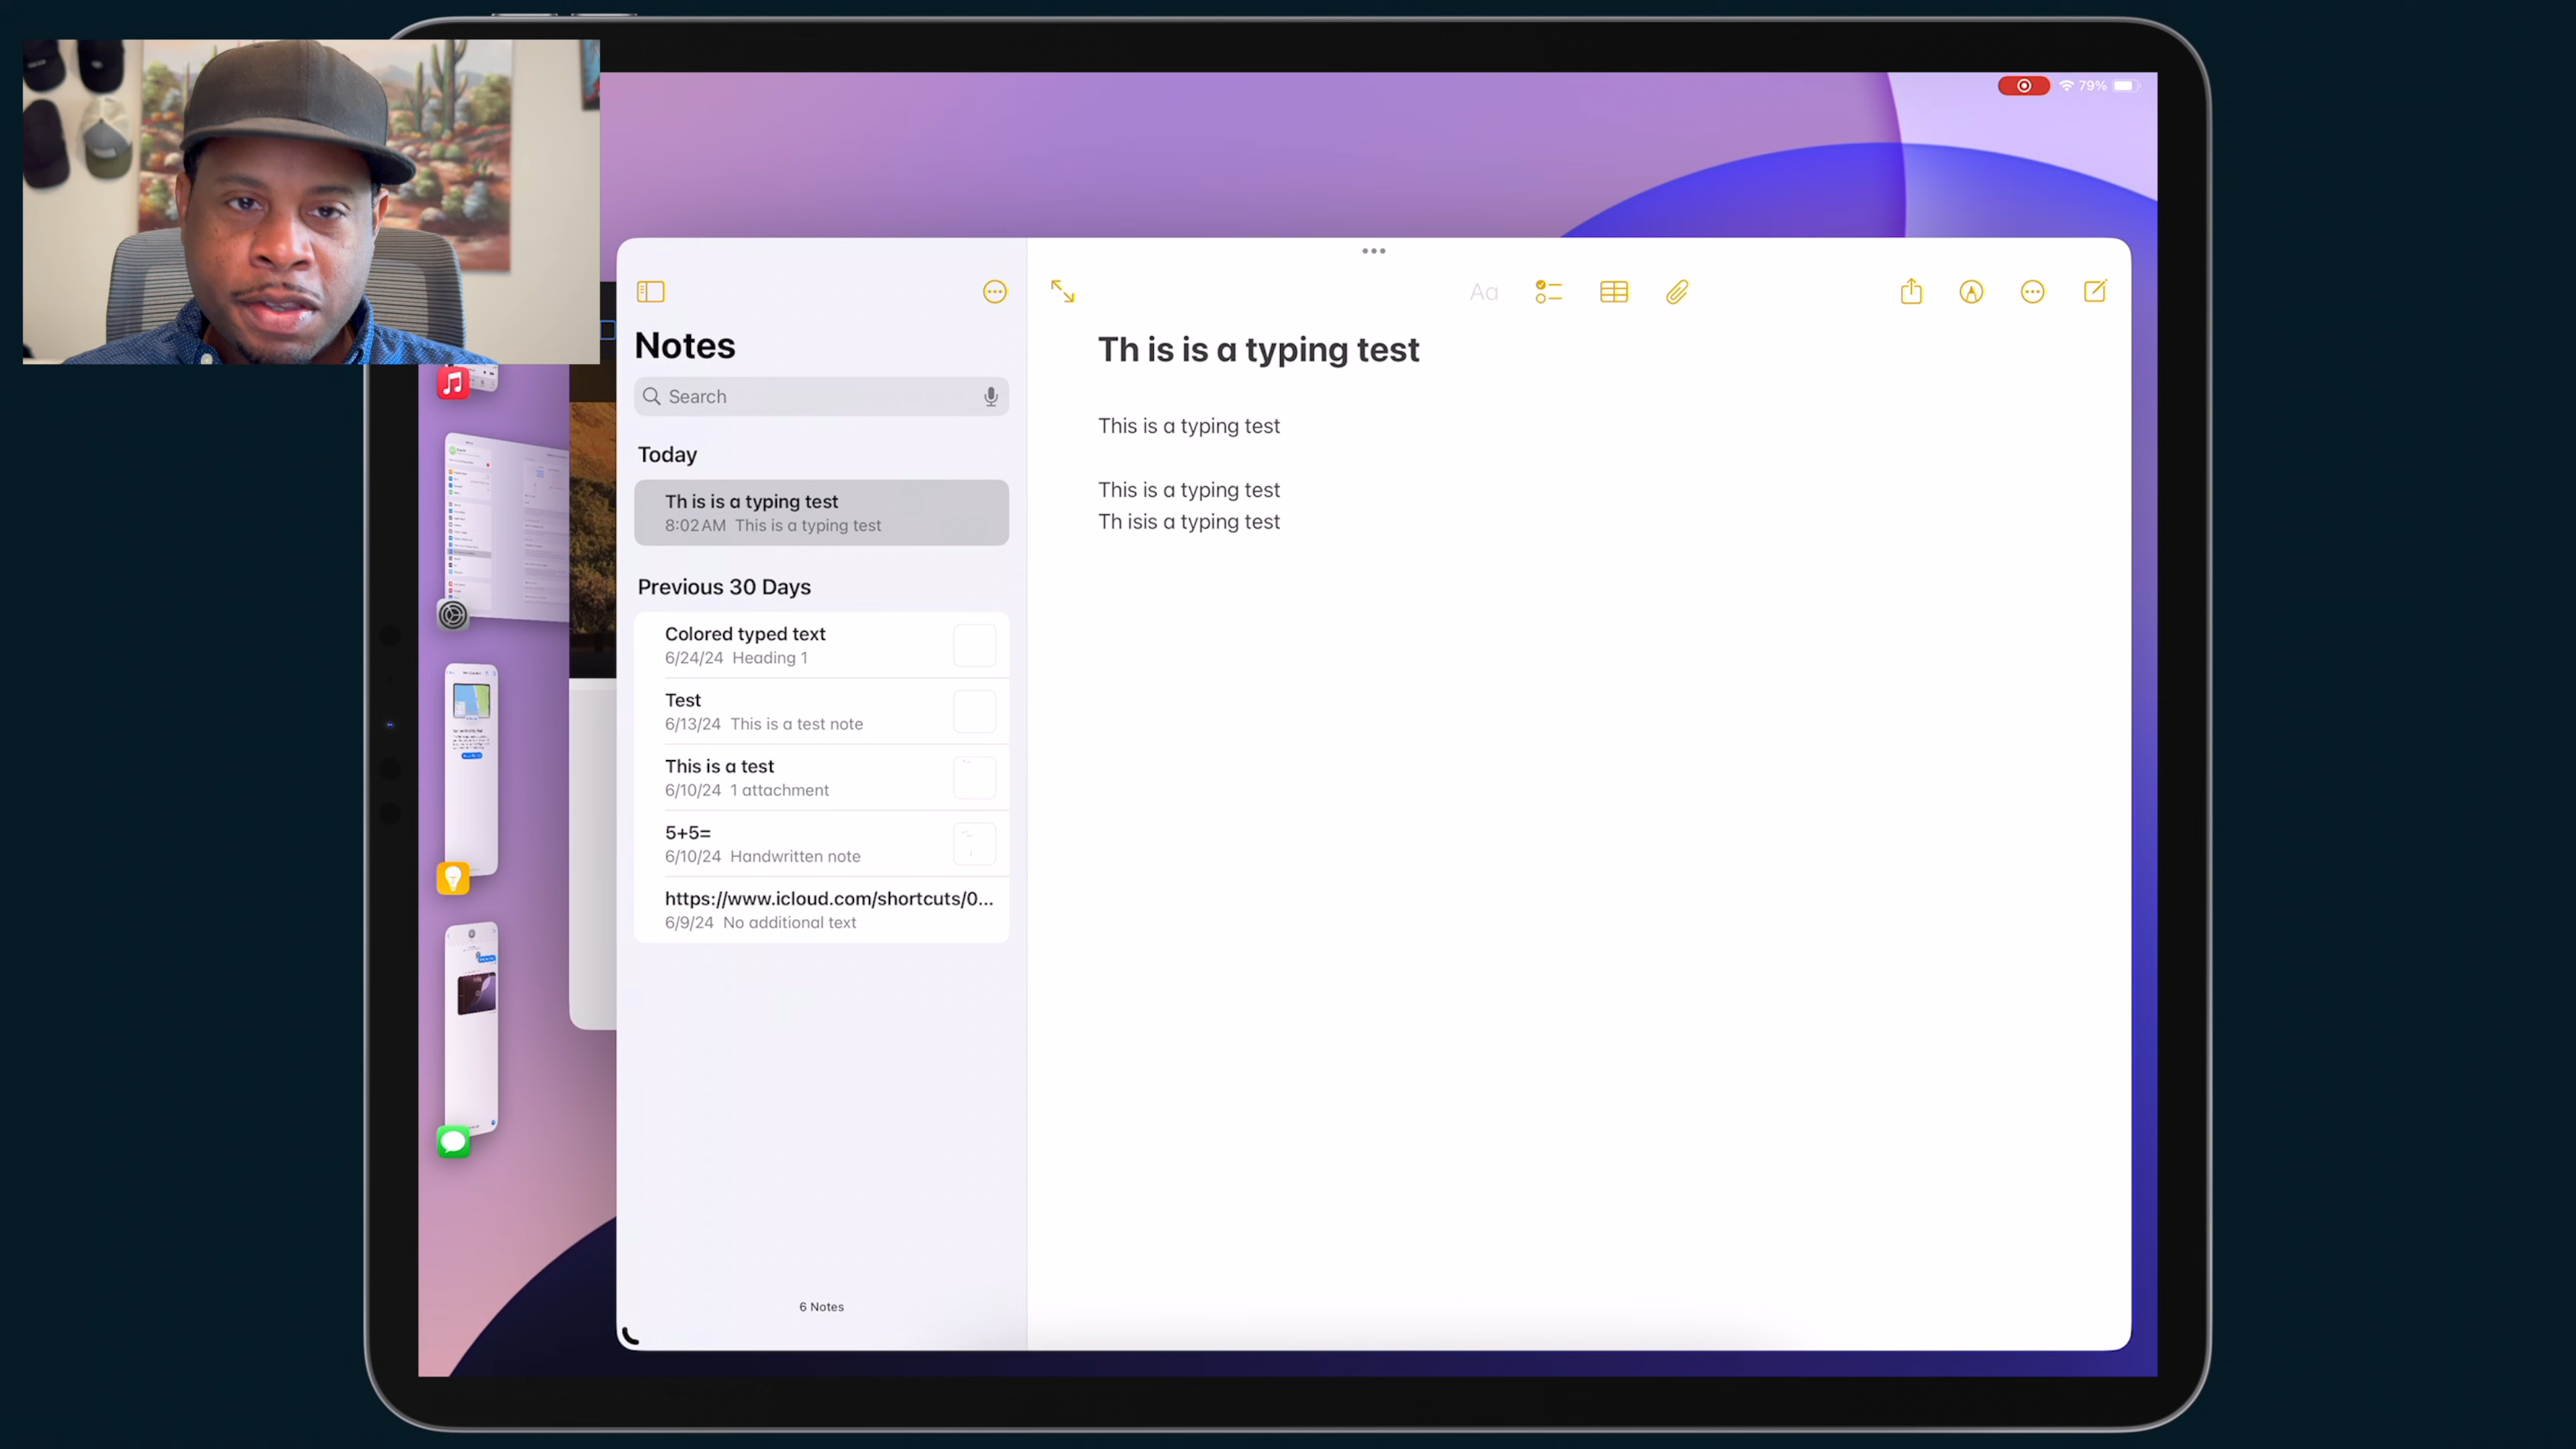 79%
Notes
Search
Today
Th is is a typing test
8:02 AM This is a typing test
Previous 30 Days
Colored typed text
6/24/24 Heading 1
Test
6/13/24 This is a test note
This is a test
6/10/24 1 attachment
5+5=
6/10/24 Handwritten note
https://www.icloud.com/shortcuts/0...
6/9/24 No additional text
6 Notes
Aa
Th is is a typing test
This is a typing test
This is a typing test
Th isis a typing test